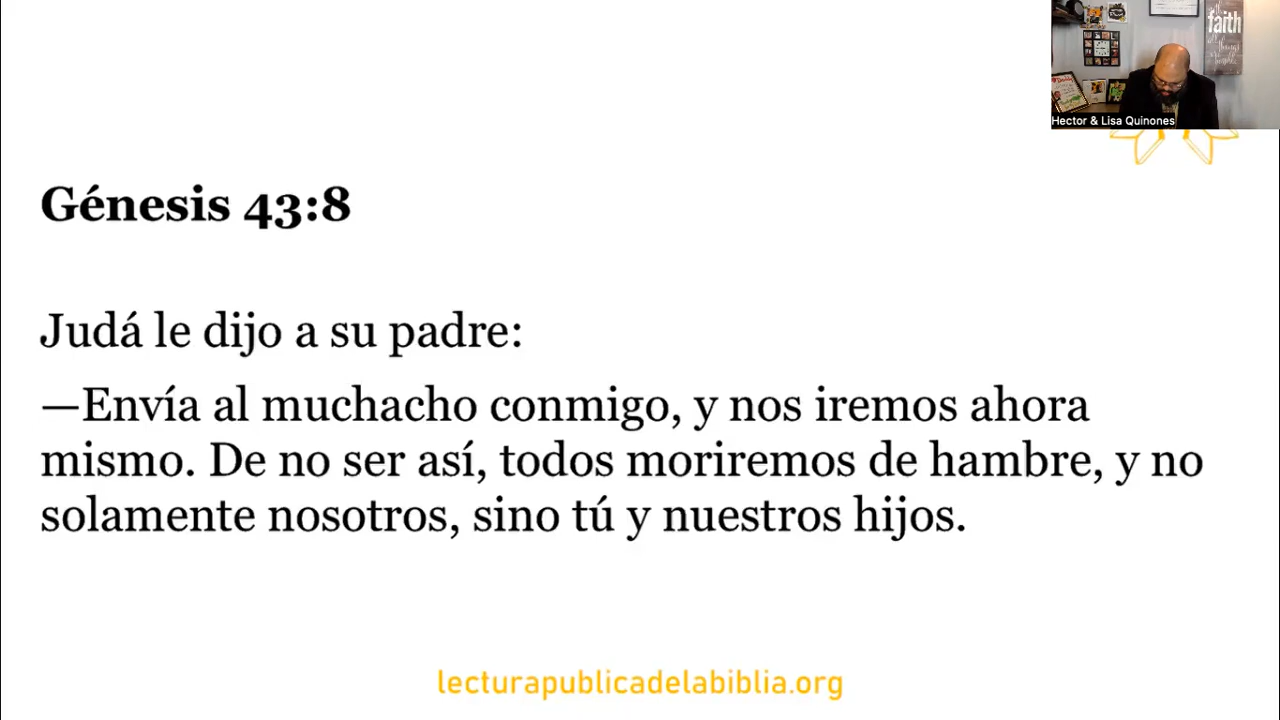 faith
Hector & Lisa Quinones
Génesis 43:8
Judá le dijo a su padre:
—Envía al muchacho conmigo, y nos iremos ahora
mismo. De no ser así, todos moriremos de hambre, y no
solamente nosotros, sino tú y nuestros hijos.
lecturapublicadelabiblia.org